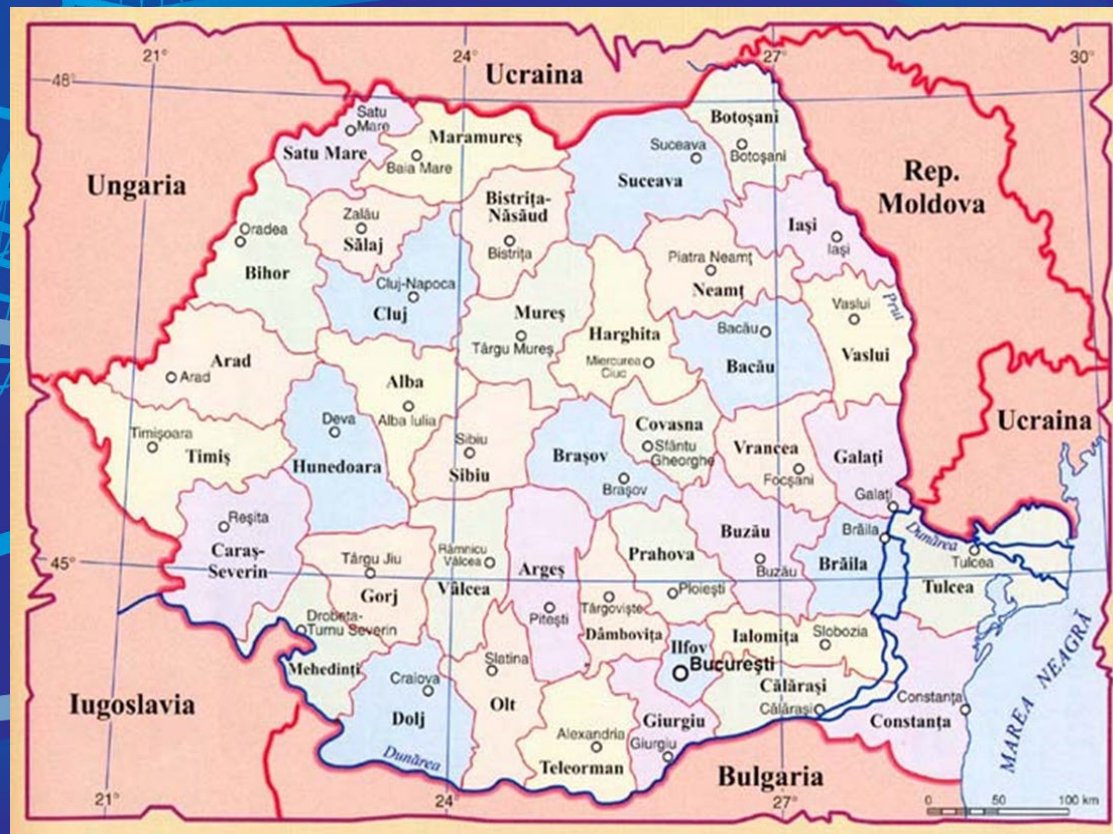 21°
24°
27°
30°
48°
Ucraina
Satu
Mare
Satu Mare
Maramureș
Baia Mare
Botoșani
Botoșani
Suceava
Suceava
Ungaria
Rep.
Moldova
Bistrița-
Năsăud
Bistrița
Zalău
Sălaj
Oradea
Bihor
Iași
Iași
Piatra Neamț
Neamț
Cluj-Napoca
Cluj
Mureș
Târgu Mureș
Harghita
Miercurea
Ciuc
Bacău
Bacău
Vaslui
Vaslui
Prut
Arad
Arad
Alba
Alba Iulia
Ucraina
Timișoara
Timiș
Deva
Hunedoara
Sibiu
Sibiu
Brașov
Brașov
Covasna
Sfântu
Gheorghe
Vrancea
Focșani
Galați
Galați
Reșița
Caraș-
Severin
Târgu Jiu
Gorj
Râmnicu
Vâlcea
Vâlcea
Argeș
Pitești
Prahova
Ploiești
Buzău
Buzău
Brăila
Brăila
Dunărea
Tulcea
Tulcea
45°
Drobeta-
Turnu Severin
Mehedinți
Târgoviște
Dâmbovița
Ilfov
București
Ialomița
Slobozia
Craiova
Dolj
Slatina
Olt
Călărași
Călărași
Constanța
Constanța
MAREA NEAGRĂ
Iugoslavia
Dunărea
Alexandria
Teleorman
Giurgiu
Giurgiu
Bulgaria
21°
24°
27°
0 50 100 km